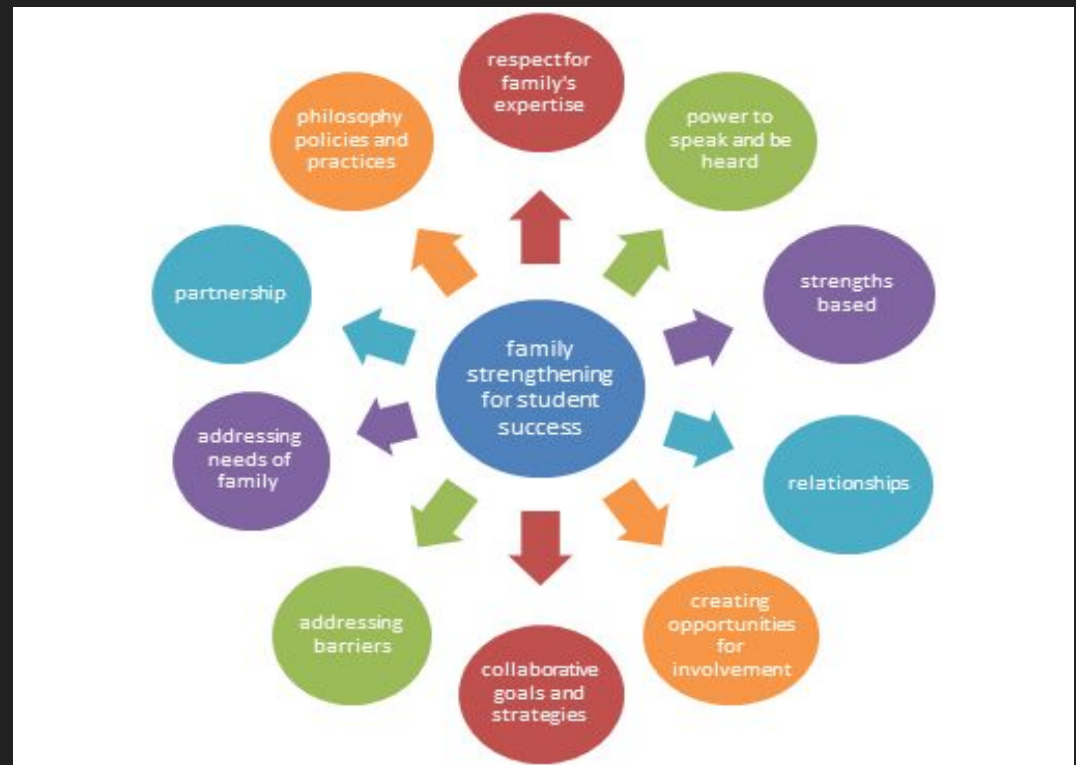 respect for
family's
expertise
power to
speak and be
heard
strengths
based
relationships
creating
opportunities
for
involvement
collaborative
goals and
strategies
addressing
barriers
addressing
needs of
family
partnership
philosophy
policies and
practices
family
strengthening
for student
success